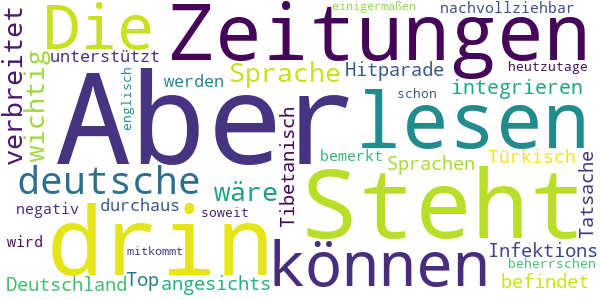 einigermaßen nachvollziehbar
Die Zeitungen
verbreitet wichtig unterstützt heutzutage
Sprache Hitparade
werden integrieren
Aber lesen
englisch schon
Tibetanisch
bemerkt Sprachen Türkisch Tatsache
deutsche wäre Steht
negativ durchaus soweit
drin können
wird mitkommt Infektions
beherrschen
Deutschland Top angesichts befindet